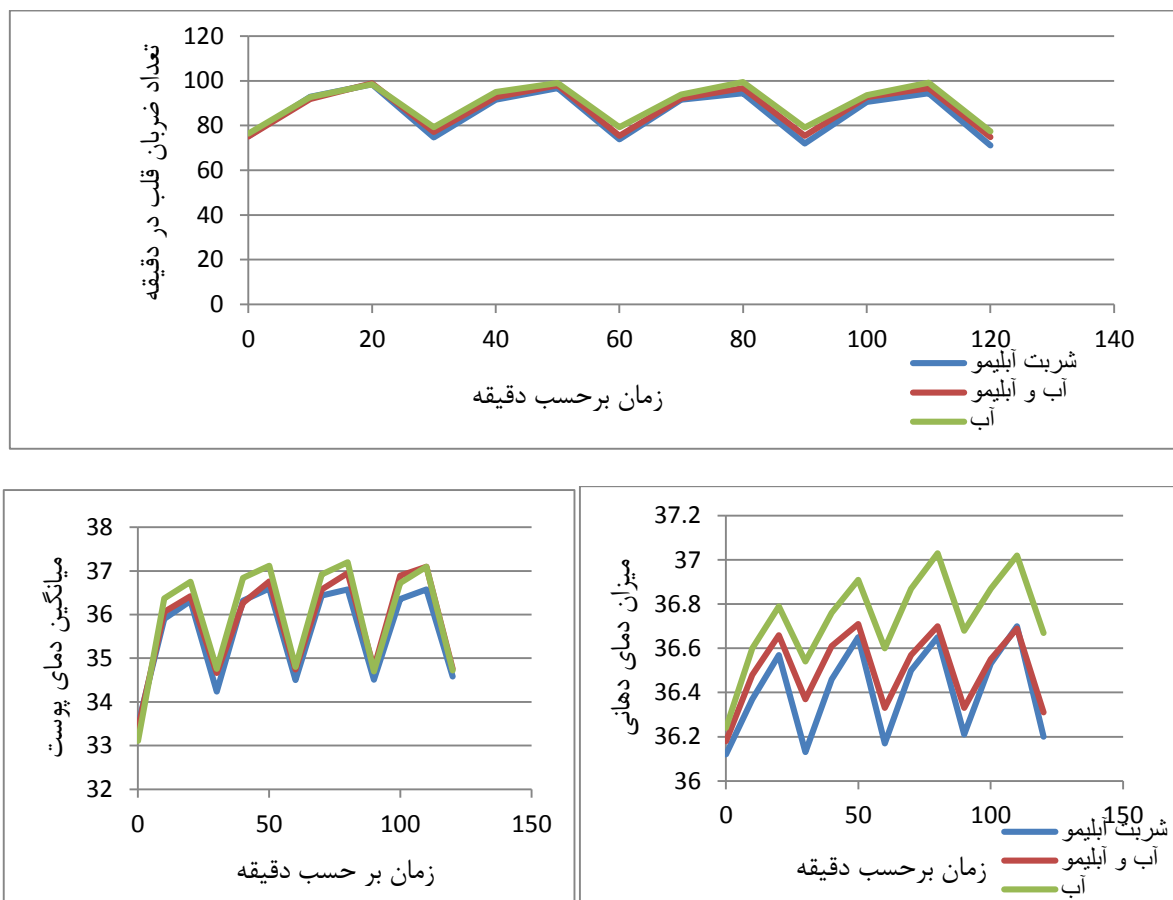 تعداد ضربان قلب در دقیقه
120
100
80
60
40
20
0
0 20 40 60 80 100 120 140
زمان برحسب دقیقه
شربت آبلیمو
آب و آبلیمو
آب
میانگین دمای پوست
38
37
36
35
34
33
32
0 50 100 150
زمان بر حسب دقیقه
میزان دمای دهانی
37.2
37
36.8
36.6
36.4
36.2
36
0 50 100 150
زمان برحسب دقیقه
شربت آبلیمو
آب و آبلیمو
آب